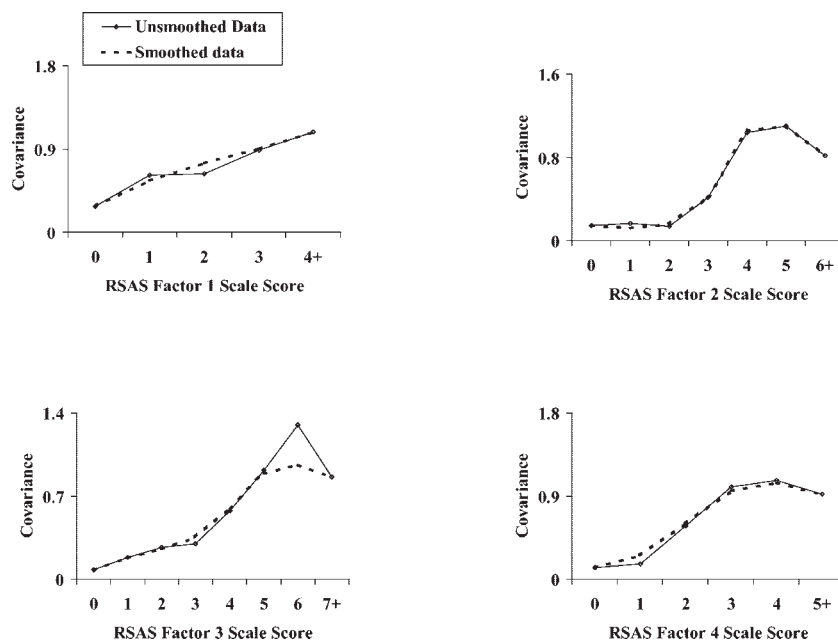 Unsmoothed Data
Smoothed data
1.8
0.9
0
Covariance
0 1 2 3 4+
RSAS Factor 1 Scale Score
1.6
0.8
0
Covariance
0 1 2 3 4 5 6+
RSAS Factor 2 Scale Score
1.4
0.7
0
Covariance
0 1 2 3 4 5 6 7+
RSAS Factor 3 Scale Score
1.8
0.9
0
Covariance
0 1 2 3 4 5+
RSAS Factor 4 Scale Score